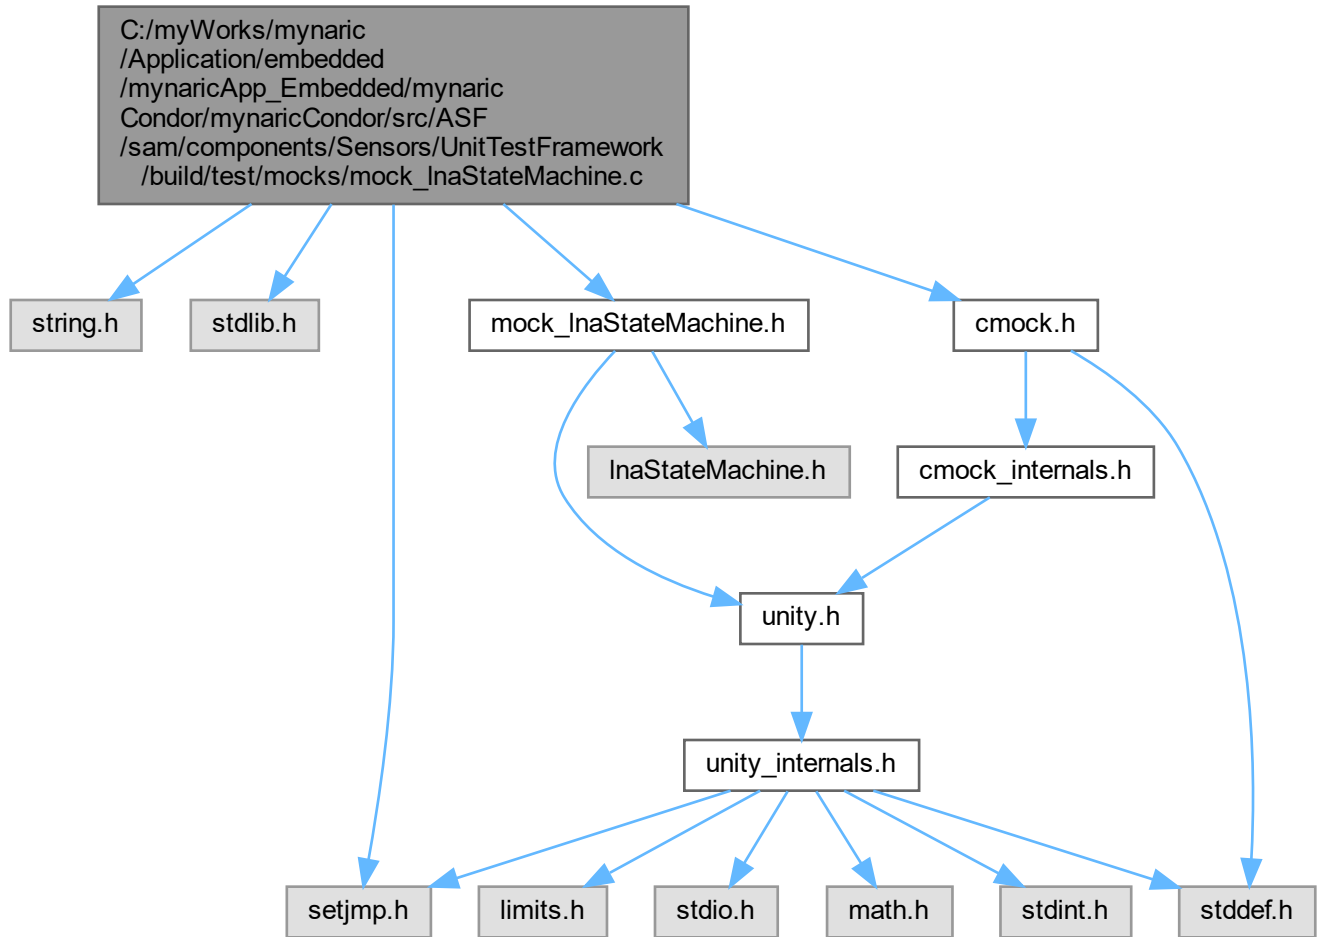 C:/myWorks/mynaric
/Application/embedded
/mynaricApp_Embedded/mynaric
Condor/mynaricCondor/src/ASF
/sam/components/Sensors/UnitTestFramework
/build/test/mocks/mock_lnaStateMachine.c
string.h
stdlib.h
mock_lnaStateMachine.h
cmock.h
lnaStateMachine.h
cmock_internals.h
unity.h
unity_internals.h
setjmp.h
limits.h
stdio.h
math.h
stdint.h
stddef.h